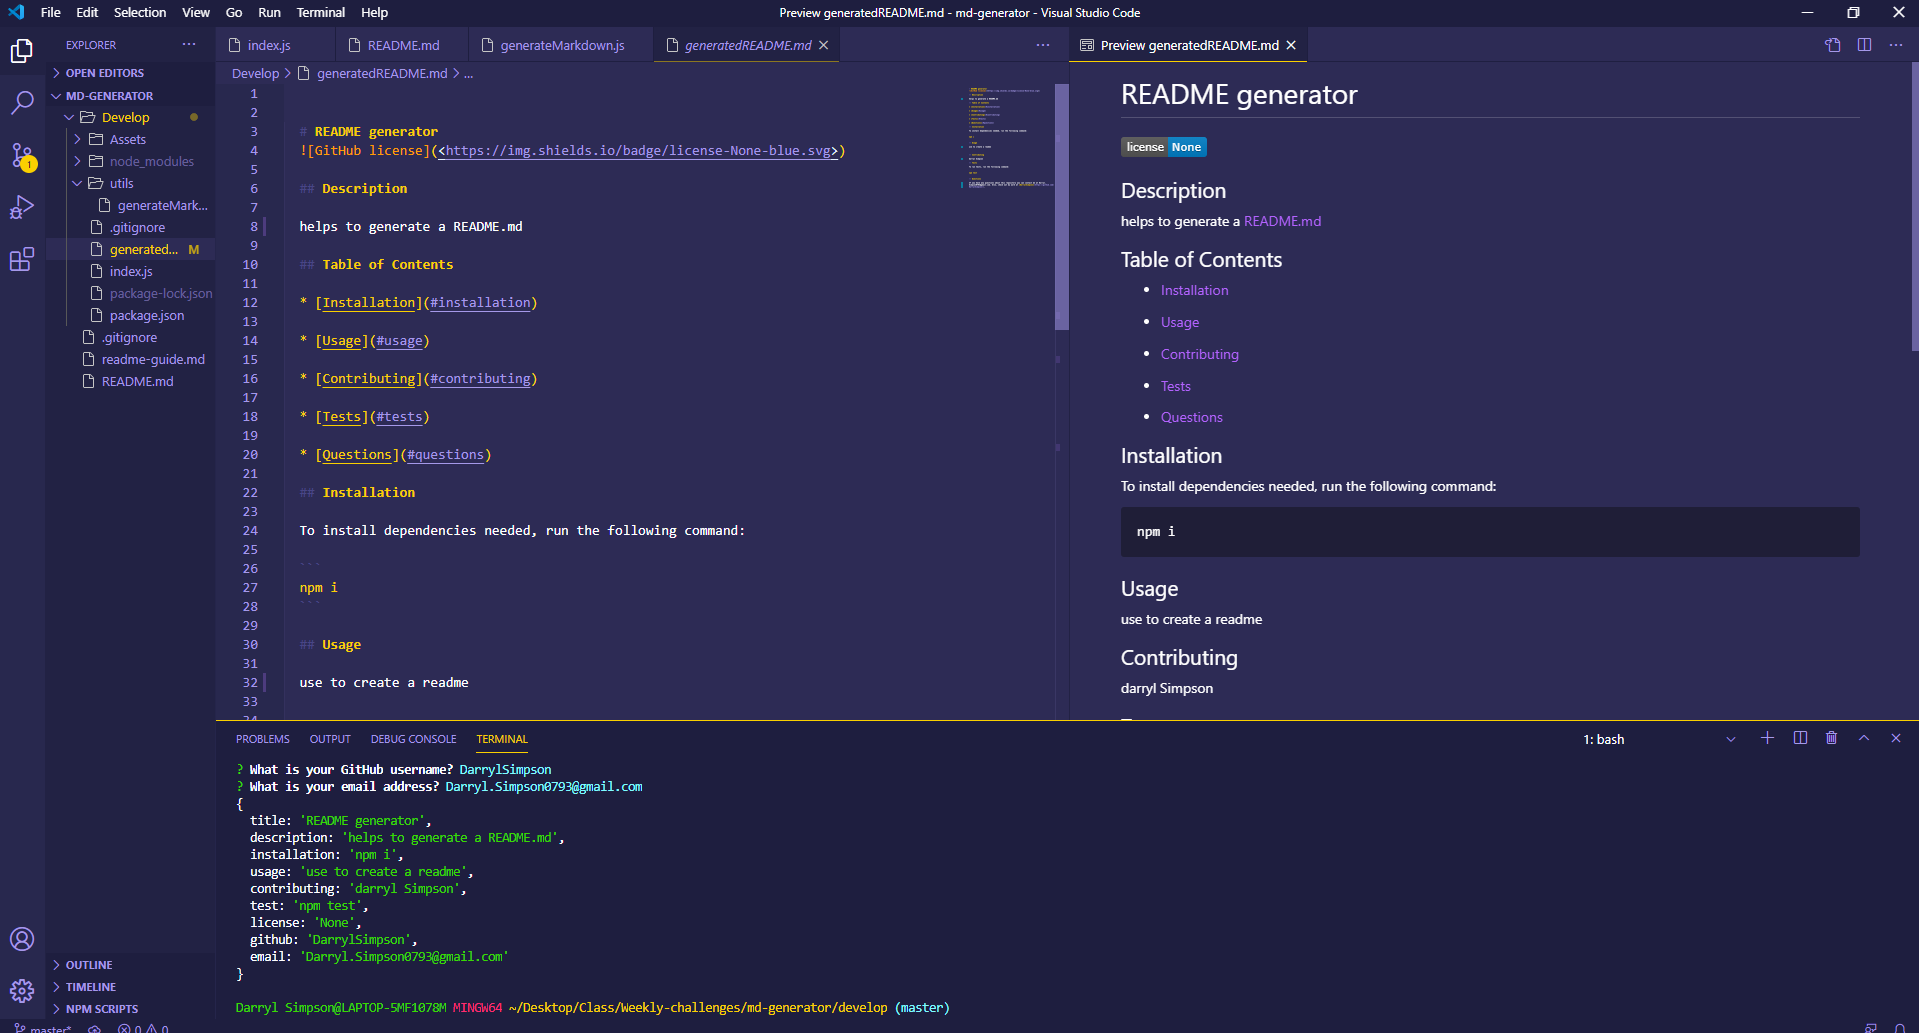 File Edit Selection View Go Run Terminal Help
Preview generatedREADME.md - md-generator - Visual Studio Code
EXPLORER
OPEN EDITORS
MD-GENERATOR
Develop
Assets
node_modules
utils
generateMark...
.gitignore
generated... M
index.js
package-lock.json
package.json
.gitignore
readme-guide.md
README.md
OUTLINE
TIMELINE
NPM SCRIPTS
1
index.js
README.md
generateMarkdown.js
generatedREADME.md
Develop > generatedREADME.md > ...
1
2
3 # README generator
4 ![GitHub license](<https://img.shields.io/badge/license-None-blue.svg>)
5
6 ## Description
7
8 helps to generate a README.md
9
10 ## Table of Contents
11
12 * [Installation](#installation)
13
14 * [Usage](#usage)
15
16 * [Contributing](#contributing)
17
18 * [Tests](#tests)
19
20 * [Questions](#questions)
21
22 ## Installation
23
24 To install dependencies needed, run the following command:
25
26 ```
27 npm i
28 ```
29
30 ## Usage
31
32 use to create a readme
33
Preview generatedREADME.md
README generator
license None
Description
helps to generate a README.md
Table of Contents
• Installation
• Usage
• Contributing
• Tests
• Questions
Installation
To install dependencies needed, run the following command:
npm i
Usage
use to create a readme
Contributing
darryl Simpson
PROBLEMS OUTPUT DEBUG CONSOLE TERMINAL
1: bash
? What is your GitHub username? DarrylSimpson
? What is your email address? Darryl.Simpson0793@gmail.com
{
title: 'README generator',
description: 'helps to generate a README.md',
installation: 'npm i',
usage: 'use to create a readme',
contributing: 'darryl Simpson',
test: 'npm test',
license: 'None',
github: 'DarrylSimpson',
email: 'Darryl.Simpson0793@gmail.com'
}
Darryl Simpson@LAPTOP-5MF1078M MINGW64 ~/Desktop/Class/Weekly-challenges/md-generator/develop (master)
master* 0 0